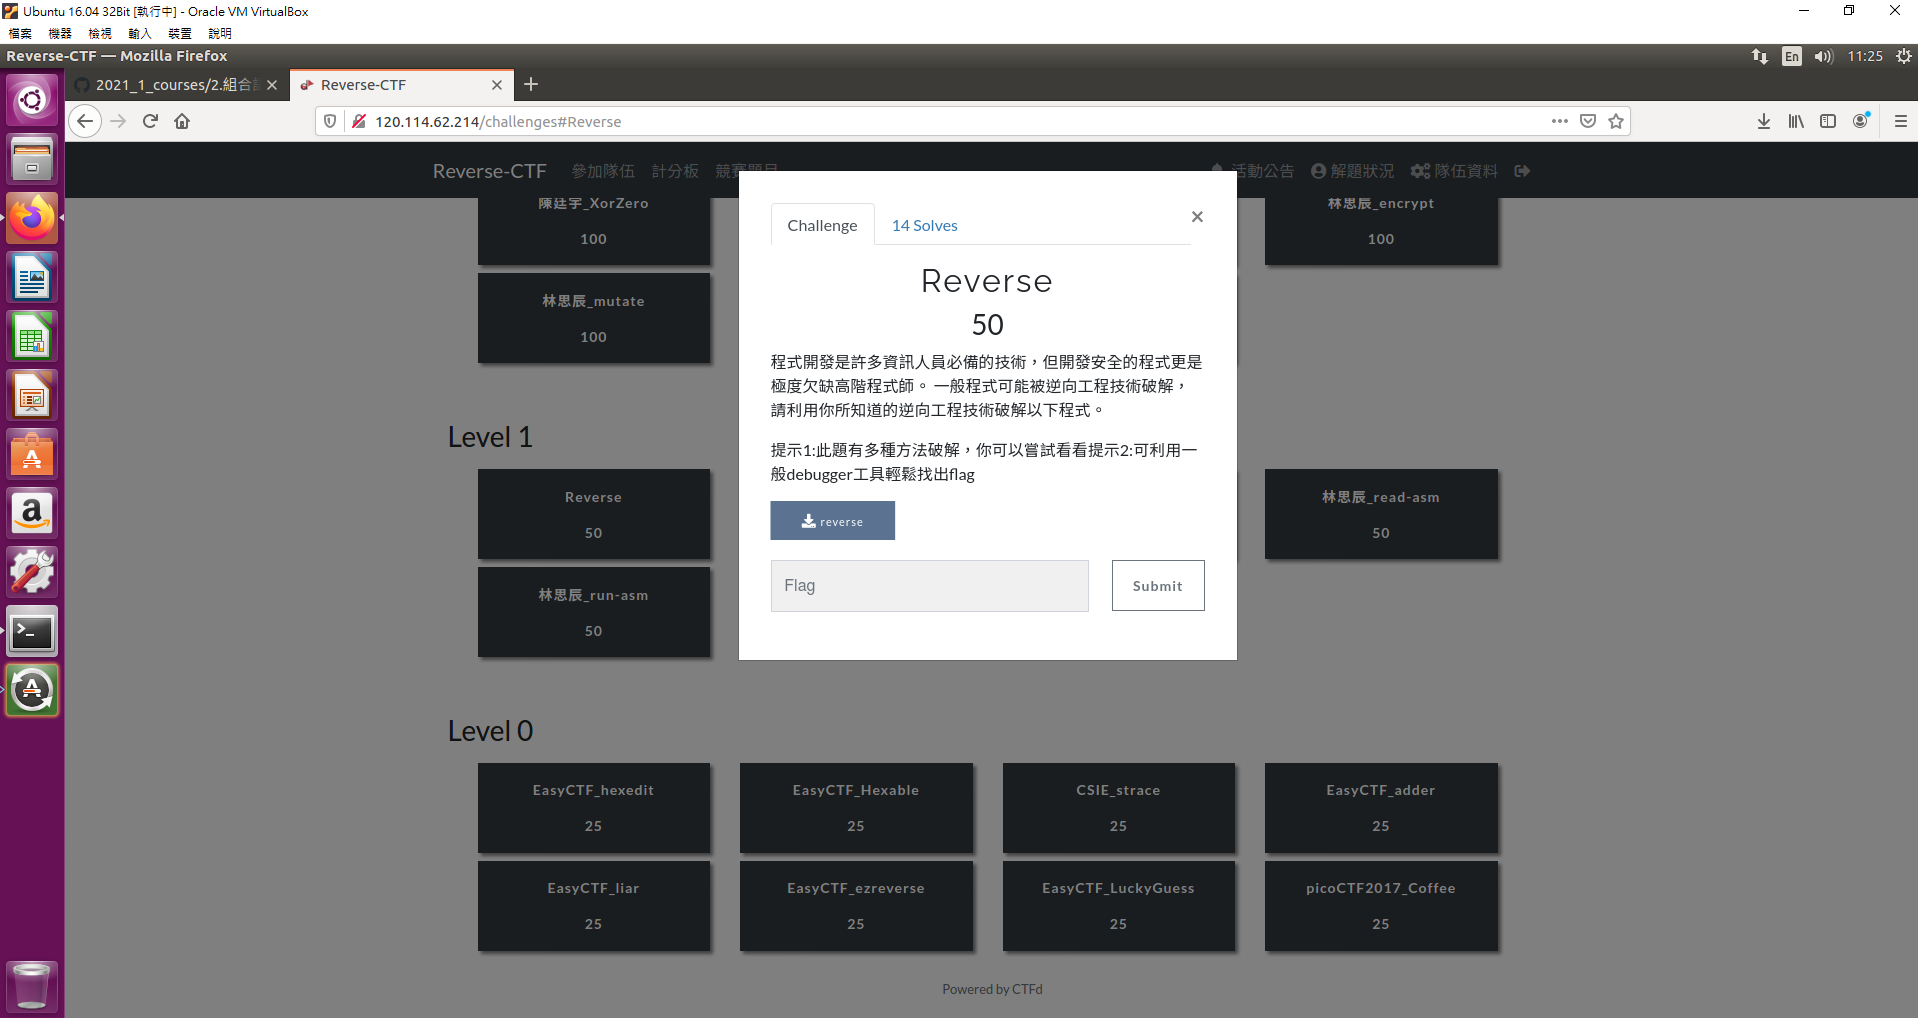 Ubuntu 16.04 32Bit [執行中] - Oracle VM VirtualBox
檔案 機器 檢視 輸入 裝置 說明
Reverse-CTF — Mozilla Firefox
En 11:25
2021_1_courses/2.組合 Reverse-CTF
120.114.62.214/challenges#Reverse
Reverse-CTF 參加隊伍 計分板 競賽題目 活動公告 解題狀況 隊伍資料
陳廷宇_XorZero
100
林思辰_encrypt
100
林思辰_mutate
100
Challenge 14 Solves ×
Reverse
50
程式開發是許多資訊人員必備的技術，但開發安全的程式更是
極度欠缺高階程式師。 一般程式可能被逆向工程技術破解，
請利用你所知道的逆向工程技術破解以下程式。
提示1:此題有多種方法破解，你可以嘗試看看提示2:可利用一
般debugger工具輕鬆找出flag
reverse
Flag Submit
Level 1
Reverse
50
林思辰_read-asm
50
林思辰_run-asm
50
Level 0
EasyCTF_hexedit
25
EasyCTF_Hexable
25
CSIE_strace
25
EasyCTF_adder
25
EasyCTF_liar
25
EasyCTF_ezreverse
25
EasyCTF_LuckyGuess
25
picoCTF2017_Coffee
25
Powered by CTFd